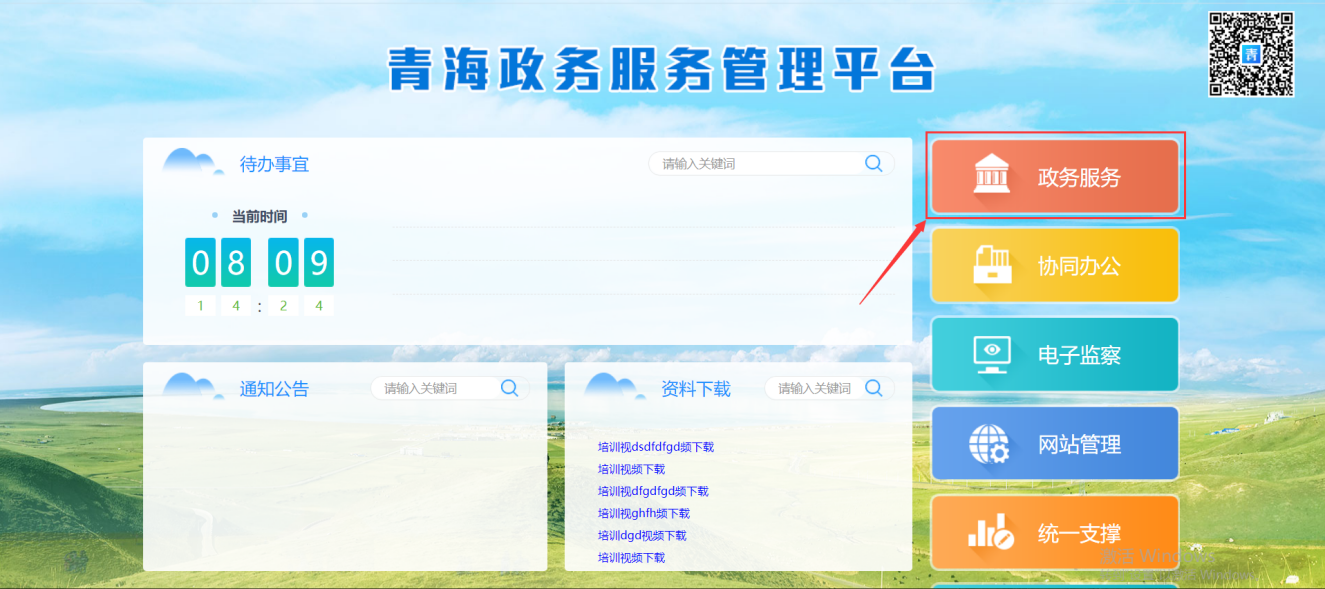 青海政务服务管理平台
青
待办事宜
请输入关键词
当前时间
08 09
14:24
通知公告
请输入关键词
资料下载
请输入关键词
培训视dsdfdfgd频下载
培训视频下载
培训视dfgdfgd频下载
培训视ghfh频下载
培训dgd视频下载
培训视频下载
政务服务
协同办公
电子监察
网站管理
统一支撑
激活 Windows